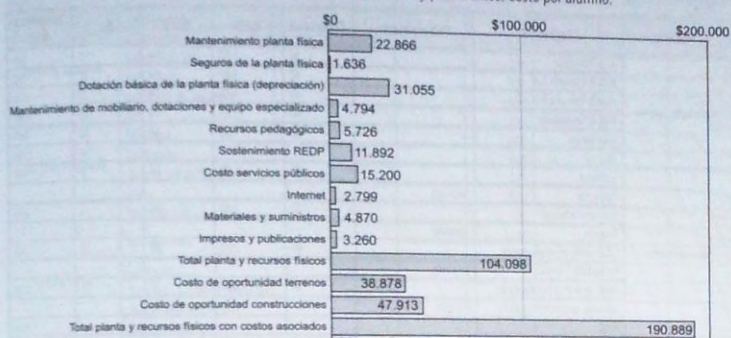 costo por alumno.
$0 $100.000 $200.000
Mantenimiento planta física 22.866
Seguros de la planta física 1.636
Dotación básica de la planta física (depreciación) 31.055
Mantenimiento de mobiliario, dotaciones y equipo especializado 4.794
Recursos pedagógicos 5.726
Sostenimiento REDP 11.892
Costo servicios públicos 15.200
Internet 2.799
Materiales y suministros 4.870
Impresos y publicaciones 3.260
Total planta y recursos físicos 104.098
Costo de oportunidad terrenos 38.878
Costo de oportunidad construcciones 47.913
Total planta y recursos físicos con costos asociados 190.889